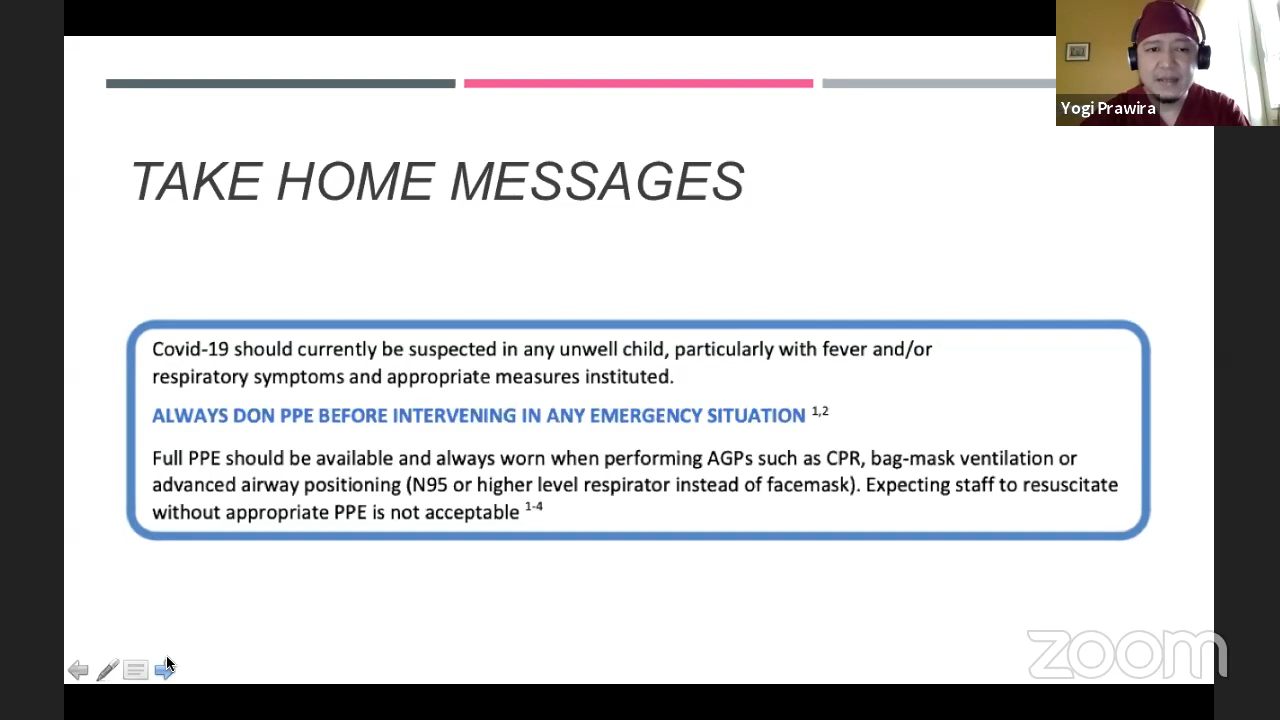 Yogi Prawira
TAKE HOME MESSAGES
Covid-19 should currently be suspected in any unwell child, particularly with fever and/or
respiratory symptoms and appropriate measures instituted.
ALWAYS DON PPE BEFORE INTERVENING IN ANY EMERGENCY SITUATION 1,2
Full PPE should be available and always worn when performing AGPs such as CPR, bag-mask ventilation or
advanced airway positioning (N95 or higher level respirator instead of facemask). Expecting staff to resuscitate
without appropriate PPE is not acceptable 1-4
zoom